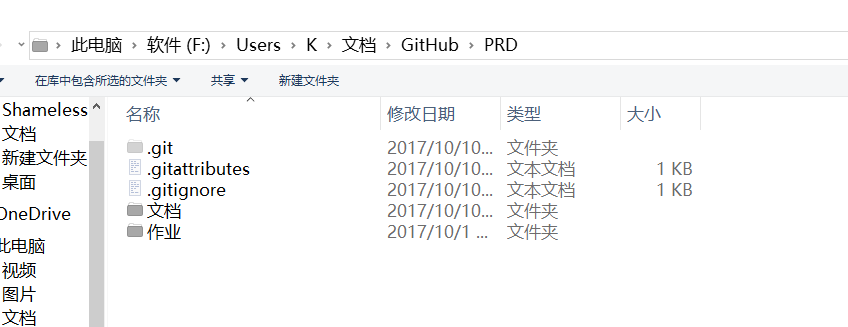 此电脑 › 软件 (F:) › Users › K › 文档 › GitHub › PRD
在库中包含所选的文件夹 共享 新建文件夹
Shameless
文档
新建文件夹
桌面
OneDrive
此电脑
视频
图片
文档
名称 修改日期 类型 大小
.git 2017/10/10... 文件夹
.gitattributes 2017/10/10... 文本文档 1 KB
.gitignore 2017/10/10... 文本文档 1 KB
文档 2017/10/10... 文件夹
作业 2017/10/1 ... 文件夹